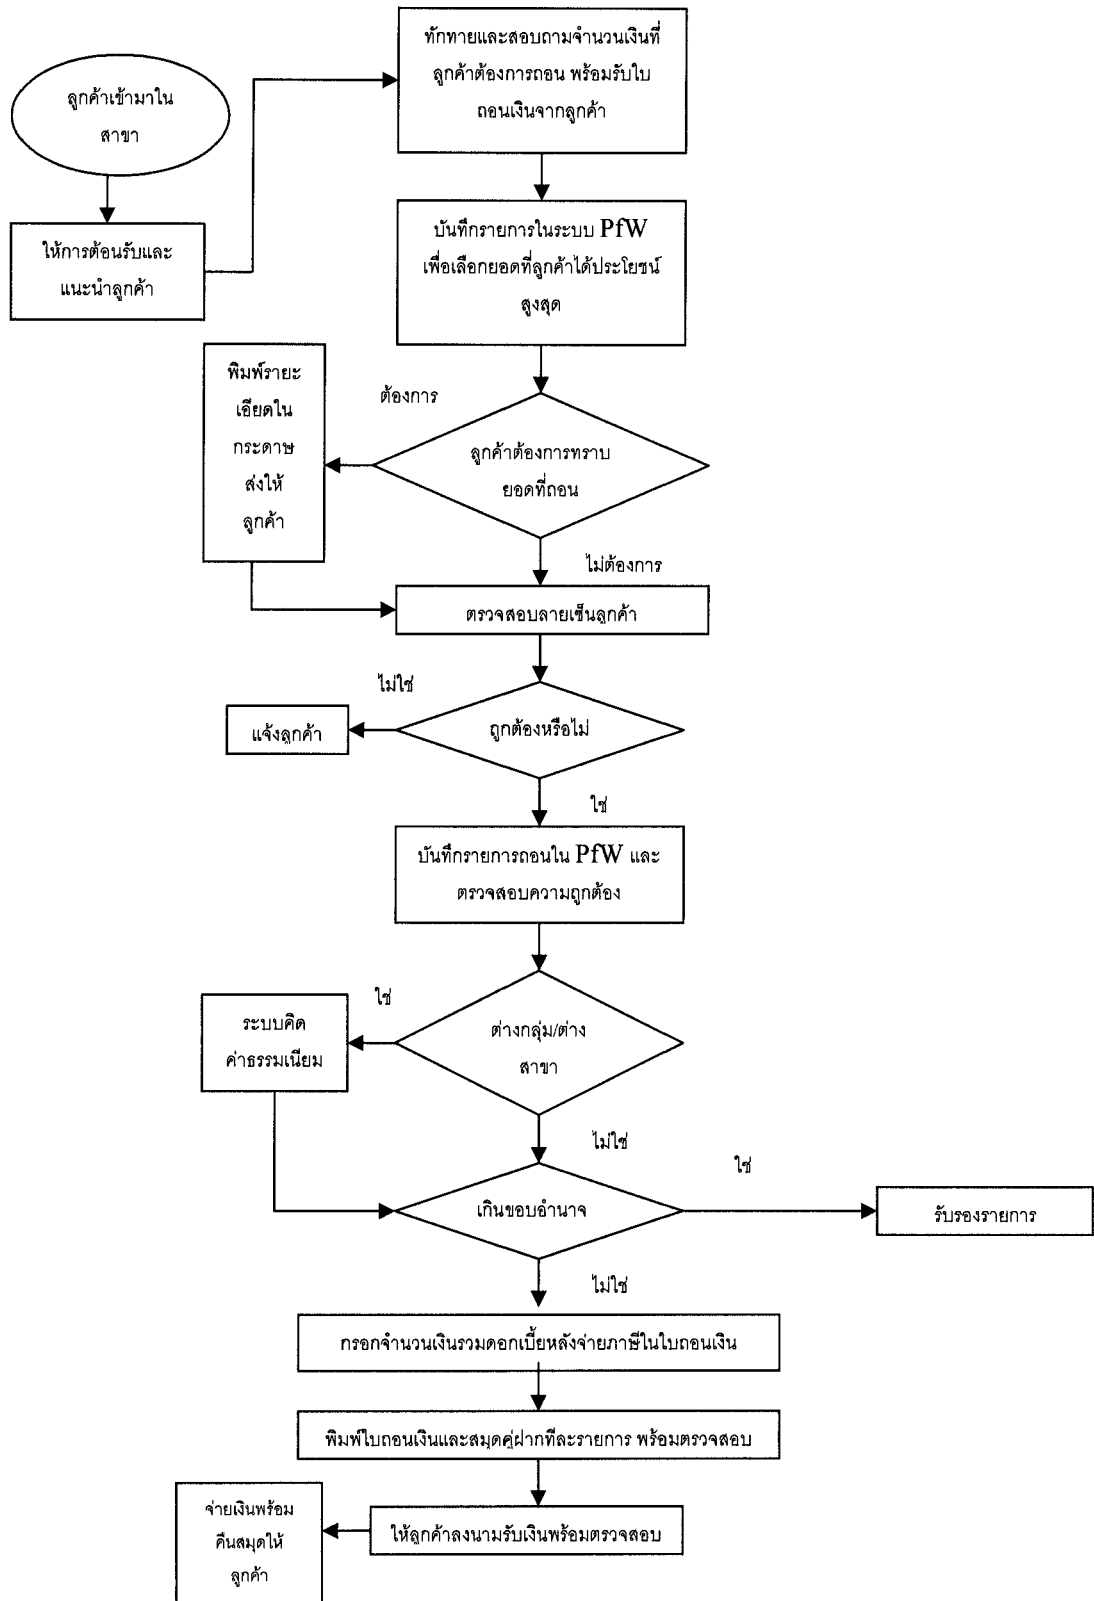 ลูกค้าเข้ามาใน
สาขา
ให้การต้อนรับและ
แนะนำลูกค้า
ทักทายและสอบถามจำนวนเงินที่
ลูกค้าต้องการถอน พร้อมรับใบ
ถอนเงินจากลูกค้า
บันทึกรายการในระบบ PfW
เพื่อเลือกยอดที่ลูกค้าได้ประโยชน์
สูงสุด
ลูกค้าต้องการทราบ
ยอดที่ถอน
ต้องการ
พิมพ์รายะ
เอียดใน
กระดาษ
ส่งให้
ลูกค้า
ไม่ต้องการ
ตรวจสอบลายเซ็นลูกค้า
ถูกต้องหรือไม่
ไม่ใช่
แจ้งลูกค้า
ใช่
บันทึกรายการถอนใน PfW และ
ตรวจสอบความถูกต้อง
ต่างกลุ่ม/ต่าง
สาขา
ใช่
ระบบคิด
ค่าธรรมเนียม
ไม่ใช่
เกินขอบอำนาจ
ใช่
รับรองรายการ
ไม่ใช่
กรอกจำนวนเงินรวมดอกเบี้ยหลังจ่ายภาษีในใบถอนเงิน
พิมพ์ใบถอนเงินและสมุดคู่ฝากทีละรายการ พร้อมตรวจสอบ
ให้ลูกค้าลงนามรับเงินพร้อมตรวจสอบ
จ่ายเงินพร้อม
คืนสมุดให้
ลูกค้า